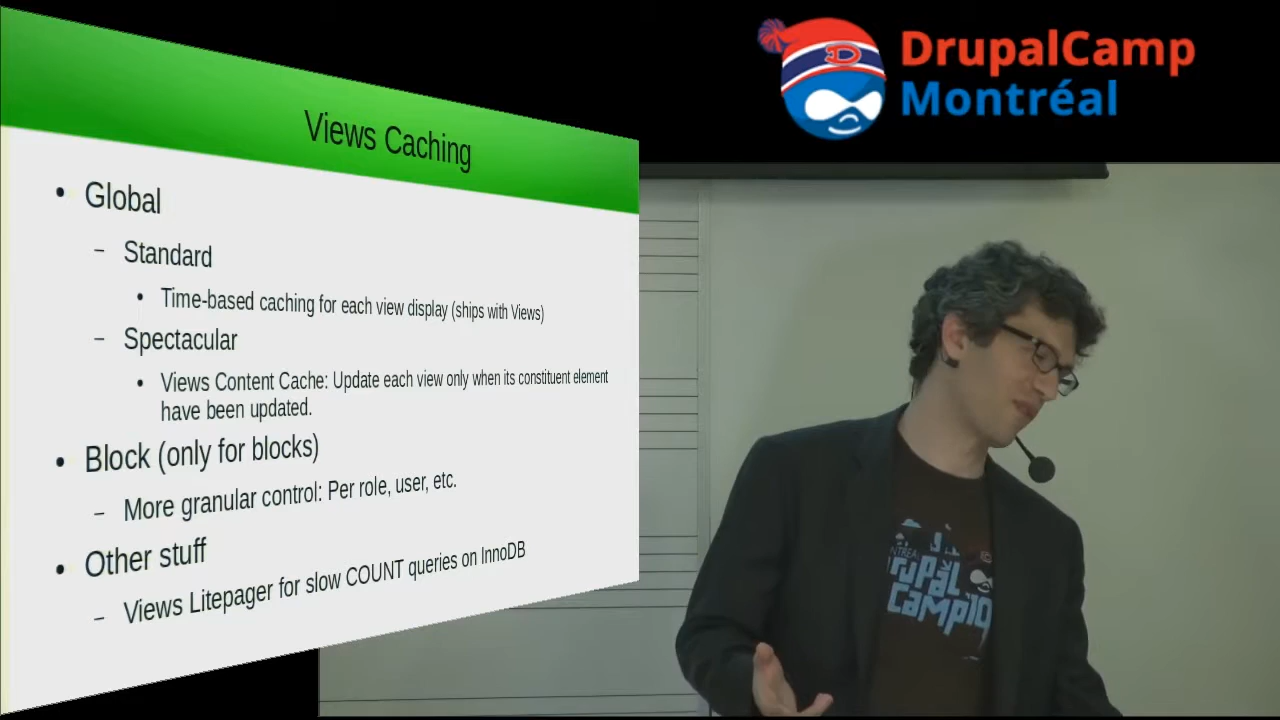 DrupalCamp
Montréal
Views Caching
• Global
– Standard
• Time-based caching for each view display (ships with Views)
– Spectacular
• Views Content Cache: Update each view only when its constituent element
have been updated.
• Block (only for blocks)
– More granular control: Per role, user, etc.
• Other stuff
– Views Litepager for slow COUNT queries on InnoDB
DrupaL
Camp10